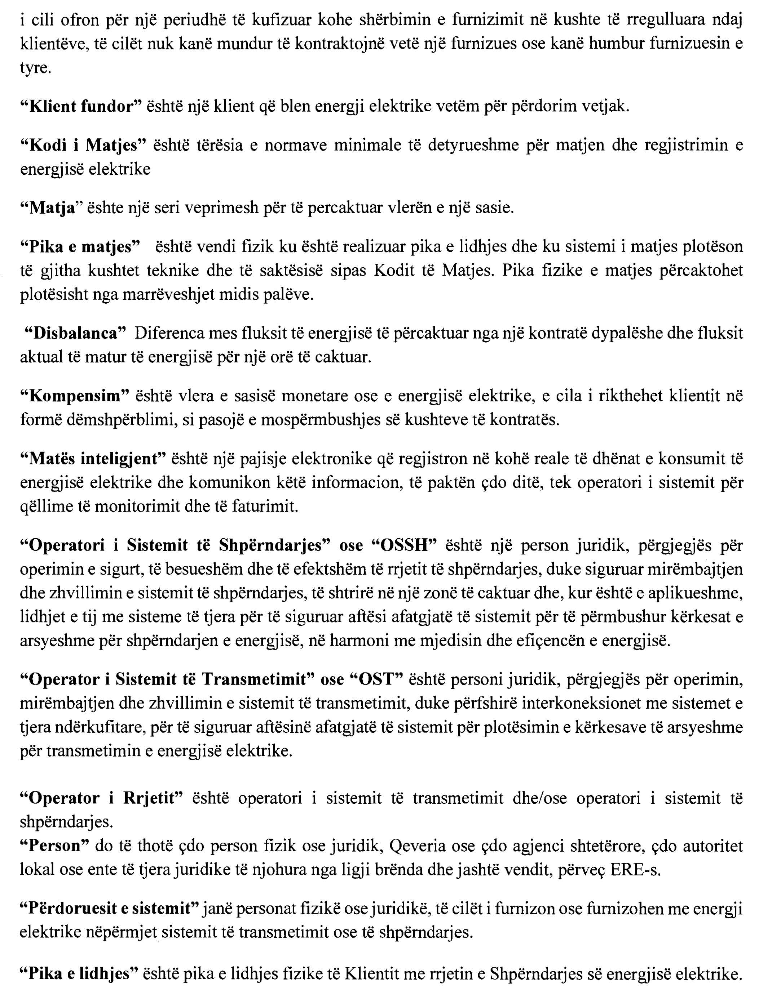 i cili ofron për një periudhë të kufizuar kohe shërbimin e furnizimit në kushte të rregulluara ndaj
klientëve, të cilët nuk kanë mundur të kontraktojnë vetë një furnizues ose kanë humbur furnizuesin e
tyre.
“Klient fundor” është një klient që blen energji elektrike vetëm për përdorim vetjak.
“Kodi i Matjes” është tërësia e normave minimale të detyrueshme për matjen dhe regjistrimin e
energjisë elektrike
“Matja” është një seri veprimesh për të percaktuar vlerën e një sasie.
“Pika e matjes” është vendi fizik ku është realizuar pika e lidhjes dhe ku sistemi i matjes plotëson
të gjitha kushtet teknike dhe të saktësisë sipas Kodit të Matjes. Pika fizike e matjes përcaktohet
plotësisht nga marrëveshjet midis palëve.
“Disbalanca” Diferenca mes fluksit të energjisë të përcaktuar nga një kontratë dypalëshe dhe fluksit
aktual të matur të energjisë për një orë të caktuar.
“Kompensim” është vlera e sasisë monetare ose e energjisë elektrike, e cila i rikthehet klientit në
formë dëmshpërblimi, si pasojë e mospërmbushjes së kushteve të kontratës.
“Matës inteligjent” është një pajisje elektronike që regjistron në kohë reale të dhënat e konsumit të
energjisë elektrike dhe komunikon këtë informacion, të paktën çdo ditë, tek operatori i sistemit për
qëllime të monitorimit dhe të faturimit.
“Operatori i Sistemit të Shpërndarjes” ose “OSSH” është një person juridik, përgjegjës për
operimin e sigurt, të besueshëm dhe të efektshëm të rrjetit të shpërndarjes, duke siguruar mirëmbajtjen
dhe zhvillimin e sistemit të shpërndarjes, të shtrirë në një zonë të caktuar dhe, kur është e aplikueshme,
lidhjet e tij me sisteme të tjera për të siguruar aftësi afatgjatë të sistemit për të përmbushur kërkesat e
arsyeshme për shpërndarjen e energjisë, në harmoni me mjedisin dhe efiçencën e energjisë.
“Operator i Sistemit të Transmetimit” ose “OST” është personi juridik, përgjegjës për operimin,
mirëmbajtjen dhe zhvillimin e sistemit të transmetimit, duke përfshirë interkoneksionet me sistemet e
tjera ndërkufitare, për të siguruar aftësinë afatgjatë të sistemit për plotësimin e kërkesave të arsyeshme
për transmetimin e energjisë elektrike.
“Operator i Rrjetit” është operatori i sistemit të transmetimit dhe/ose operatori i sistemit të
shpërndarjes.
“Person” do të thotë çdo person fizik ose juridik, Qeveria ose çdo agjenci shtetërore, çdo autoritet
lokal ose ente të tjera juridike të njohura nga ligji brënda dhe jashtë vendit, përveç ERE-s.
“Përdoruesit e sistemit” janë personat fizikë ose juridikë, të cilët i furnizon ose furnizohen me energji
elektrike nëpërmjet sistemit të transmetimit ose të shpërndarjes.
“Pika e lidhjes” është pika e lidhjes fizike të Klientit me rrjetin e Shpërndarjes së energjisë elektrike.